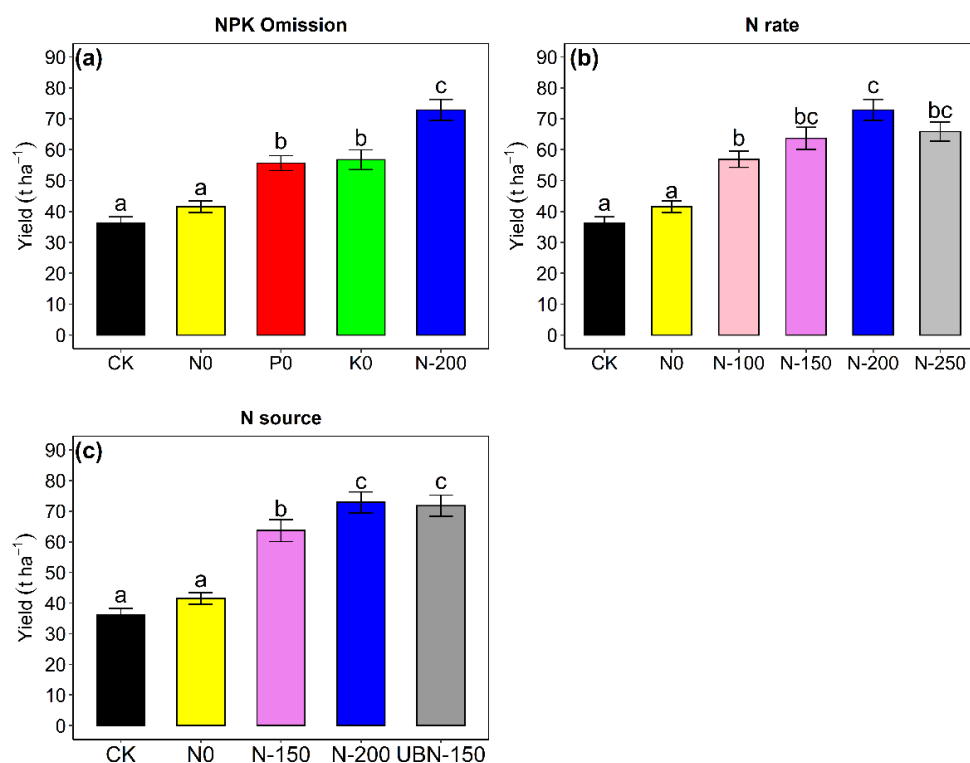 NPK Omission
(a)
Yield (t ha⁻¹)
90
80
70
60
50
40
30
20
10
0
a
a
b
b
c
CK N0 P0 K0 N-200
N rate
(b)
Yield (t ha⁻¹)
90
80
70
60
50
40
30
20
10
0
a
a
b
bc
c
bc
CK N0 N-100 N-150 N-200 N-250
N source
(c)
Yield (t ha⁻¹)
90
80
70
60
50
40
30
20
10
0
a
a
b
c
c
CK N0 N-150 N-200 UBN-150